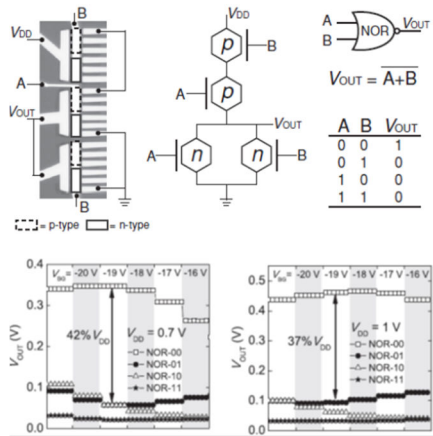 B
VDD
A
VOUT
B
= p-type = n-type
VDD
p
B
A
p
VOUT
A
n
n
B
A
B
NOR
VOUT
VOUT = A+B
A B VOUT
0 0 1
0 1 0
1 0 0
1 1 0
0.4
0.3
0.2
0.1
0.0
VOUT (V)
VBG= -20 V -19 V -18 V -17 V -16 V
42% VDD
VDD = 0.7 V
NOR-00
NOR-01
NOR-10
NOR-11
0.5
0.4
0.3
0.2
0.1
0.0
VOUT (V)
VBG= -20 V -19 V -18 V -17 V -16 V
37% VDD
VDD = 1 V
NOR-00
NOR-01
NOR-10
NOR-11